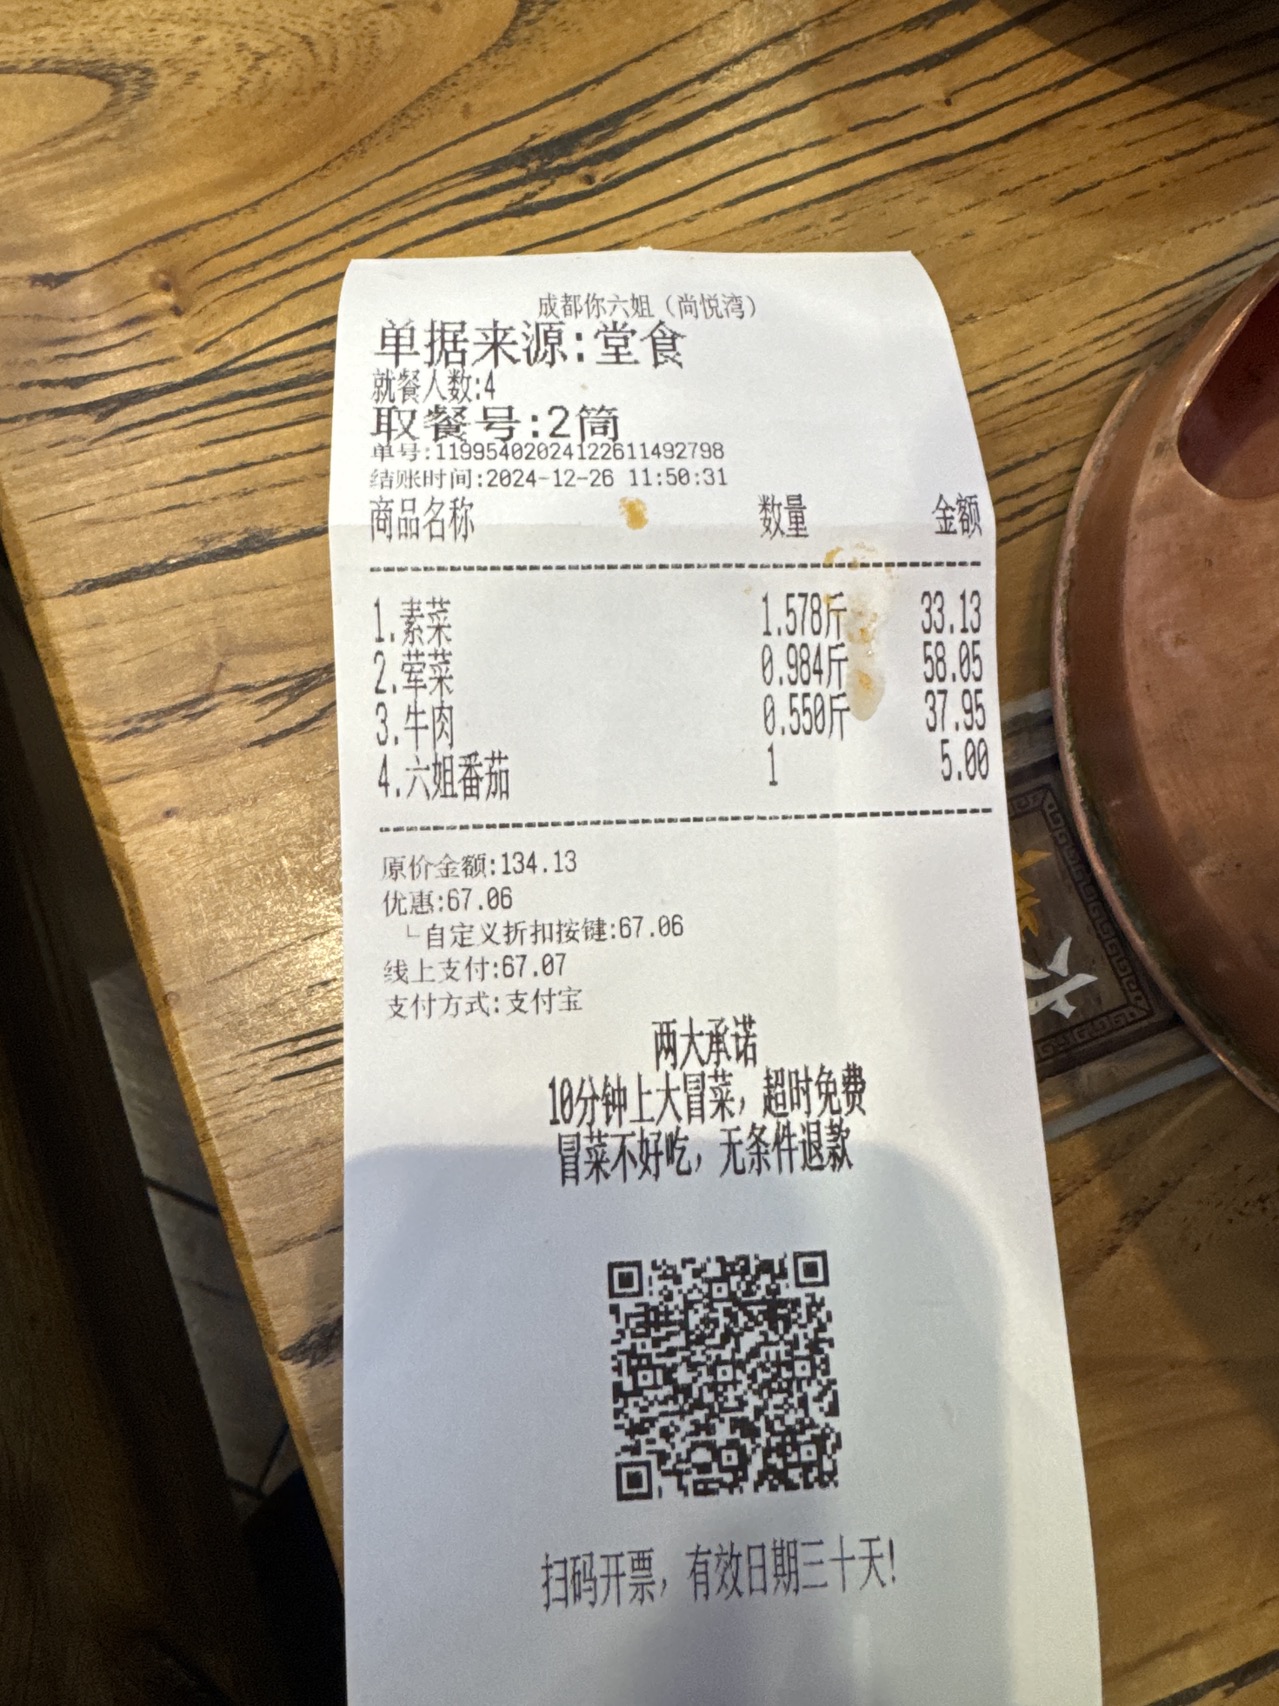 成都你六姐（尚悦湾）
单据来源:堂食
就餐人数:4
取餐号:2筒
单号:11995402024122611492798
结账时间:2024-12-26 11:50:31
商品名称 数量 金额
1.素菜 1.578斤 33.13
2.荤菜 0.984斤 58.05
3.牛肉 0.550斤 37.95
4.六姐番茄 1 5.00
原价金额:134.13
优惠:67.06
└自定义折扣按键:67.06
线上支付:67.07
支付方式:支付宝
两大承诺
10分钟上大冒菜，超时免费
冒菜不好吃，无条件退款
扫码开票，有效日期三十天!